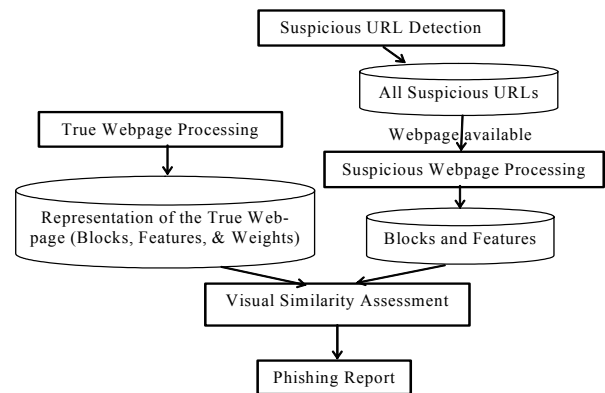 Suspicious URL Detection
All Suspicious URLs
True Webpage Processing
Webpage available
Suspicious Webpage Processing
Representation of the True Web-
page (Blocks, Features, & Weights)
Blocks and Features
Visual Similarity Assessment
Phishing Report